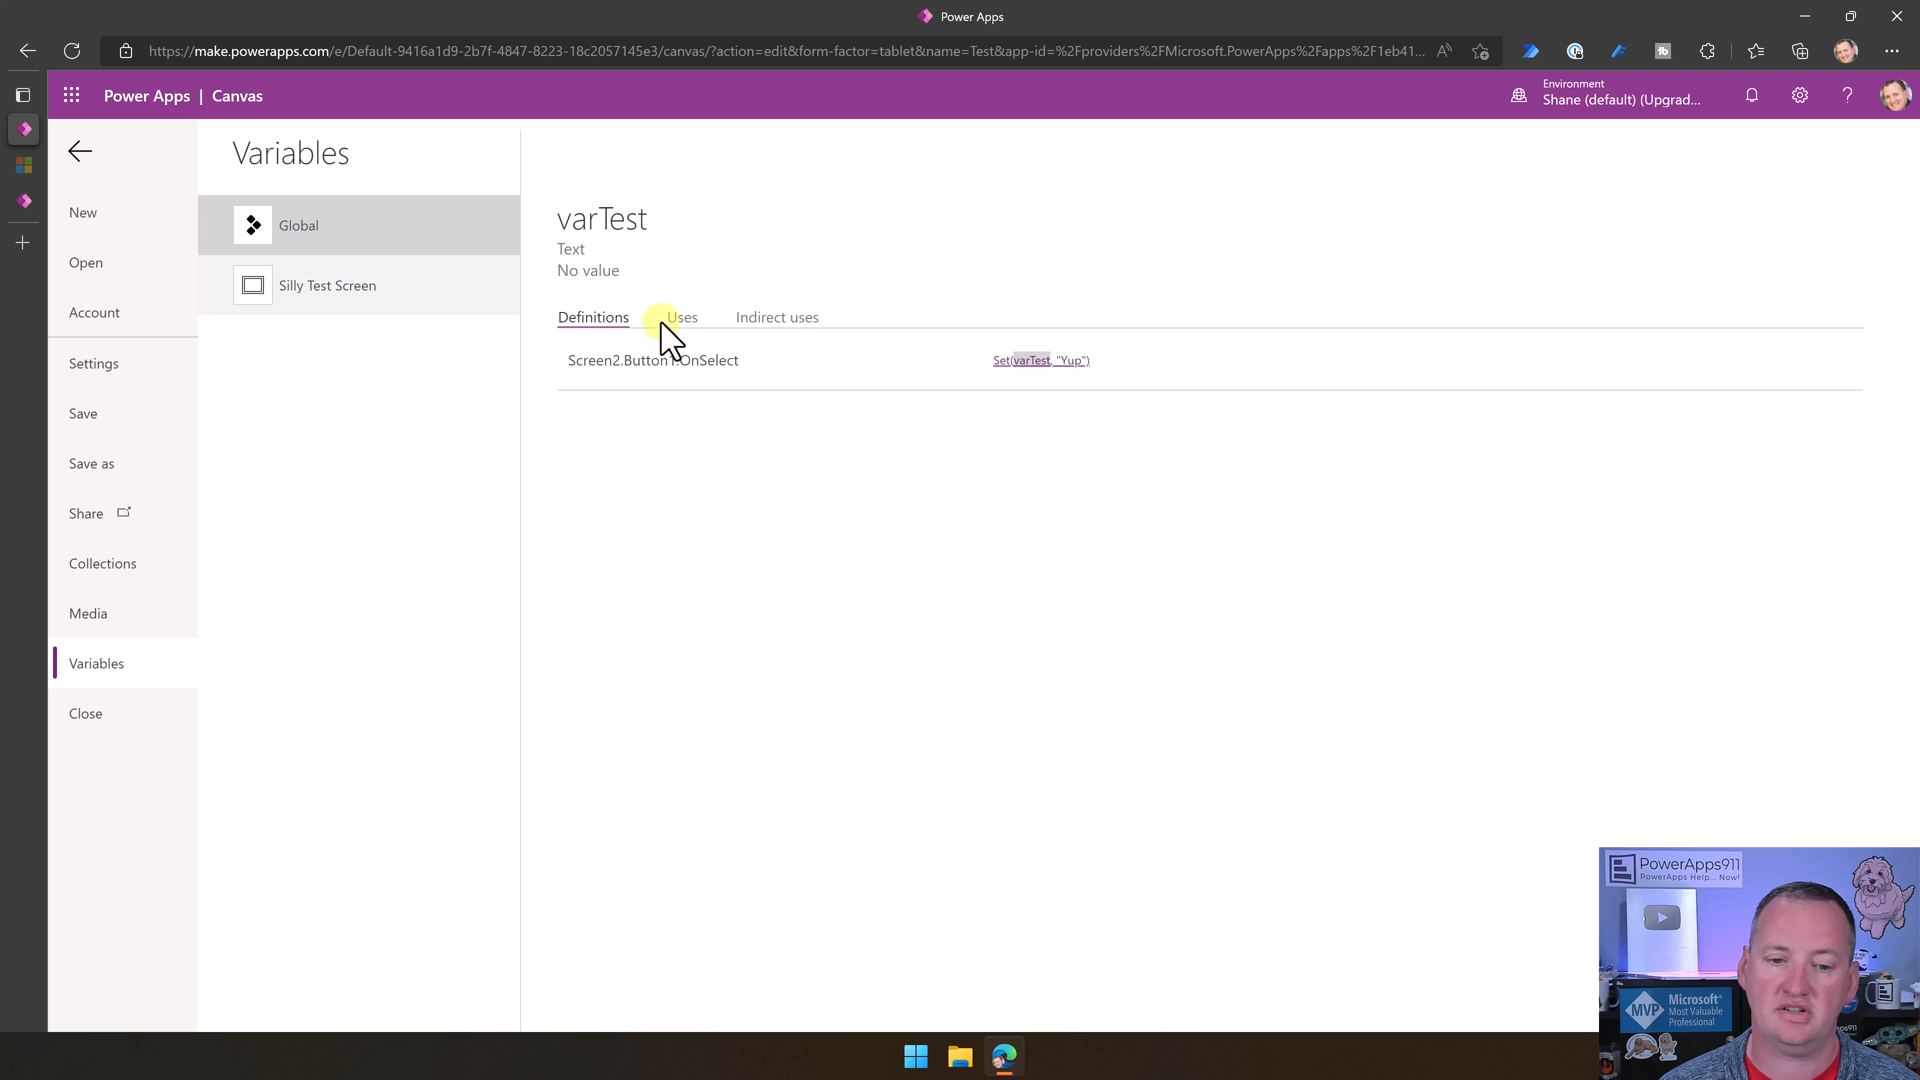 Power Apps
https://make.powerapps.com/e/Default-9416a1d9-2b7f-4847-8223-18c2057145e3/canvas/?action=edit&form-factor=tablet&name=Test&app-id=%2Fproviders%2FMicrosoft.PowerApps%2Fapps%2F1eb41...
Power Apps | Canvas
Environment
Shane (default) (Upgrad...
Variables
New
Open
Account
Settings
Save
Save as
Share
Collections
Media
Variables
Close
Global
Silly Test Screen
varTest
Text
No value
Definitions
Uses
Indirect uses
Screen2.Button1.OnSelect
Set(varTest, "Yup")
PowerApps911
PowerApps Help... Now!
MVP
Microsoft®
Most Valuable
Professional